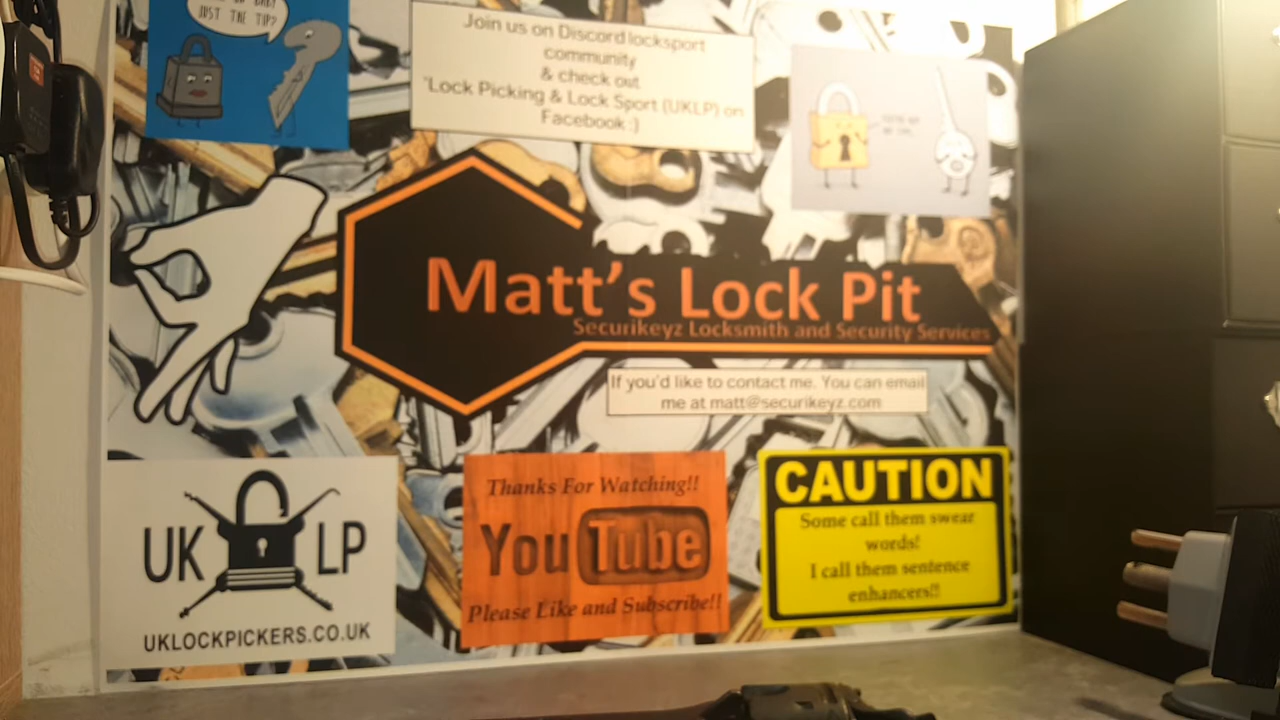 JUST THE TIP?
Join us on Discord locksport
community
& check out
'Lock Picking & Lock Sport (UKLP) on
Facebook :)
Matt's Lock Pit
Securikeyz Locksmith and Security Services
If you'd like to contact me. You can email
me at matt@securikeyz.com
UK LP
UKLOCKPICKERS.CO.UK
Thanks For Watching!!
YouTube
Please Like and Subscribe!!
CAUTION
Some call them swear
words!
I call them sentence
enhancers!!